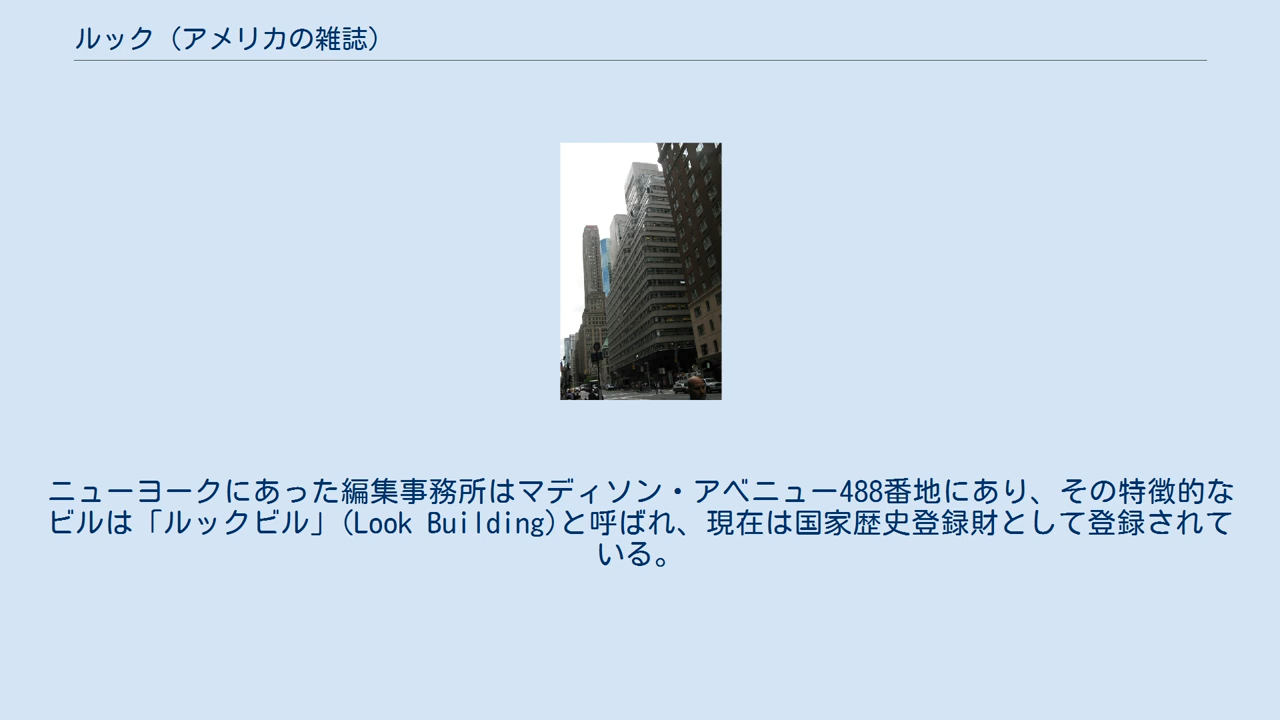 ルック（アメリカの雑誌）
ニューヨークにあった編集事務所はマディソン・アベニュー488番地にあり、その特徴的な
ビルは「ルックビル」(Look Building)と呼ばれ、現在は国家歴史登録財として登録されて
いる。